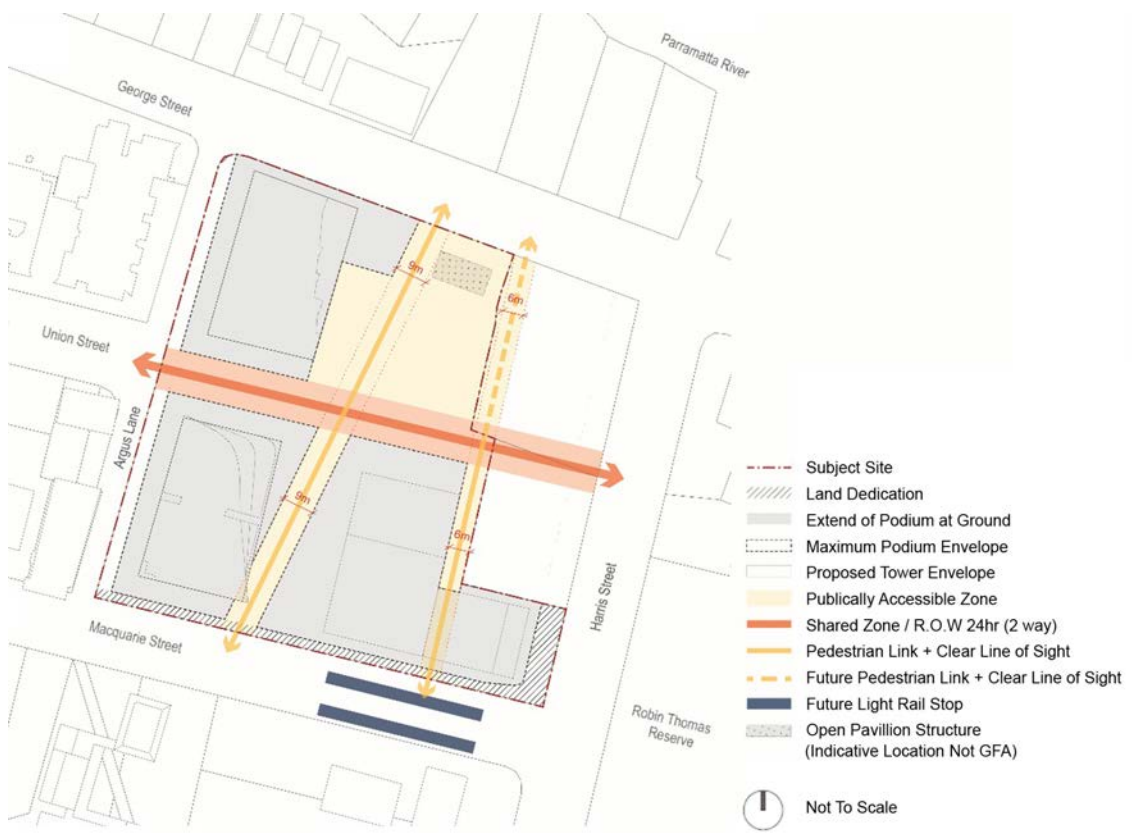 Parramatta River
George Street
9m
6m
Union Street
Argus Lane
9m
6m
Macquarie Street
Harris Street
Robin Thomas
Reserve
Subject Site
Land Dedication
Extend of Podium at Ground
Maximum Podium Envelope
Proposed Tower Envelope
Publically Accessible Zone
Shared Zone / R.O.W 24hr (2 way)
Pedestrian Link + Clear Line of Sight
Future Pedestrian Link + Clear Line of Sight
Future Light Rail Stop
Open Pavillion Structure
(Indicative Location Not GFA)
Not To Scale